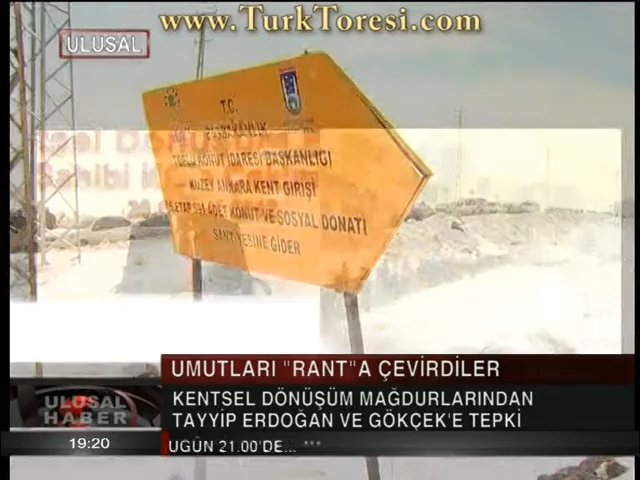 www.TurkToresi.com
ULUSAL
T.C.
BAŞBAKANLIK
TOPLU KONUT İDARESİ BAŞKANLIĞI
KUZEY ANKARA KENT GİRİŞİ
ADET KONUT VE SOSYAL DONATI
ŞANTİYESİNE GİDER
UMUTLARI "RANT"A ÇEVİRDİLER
KENTSEL DÖNÜŞÜM MAĞDURLARINDAN
TAYYİP ERDOĞAN VE GÖKÇEK'E TEPKİ
ULUSAL
HABER
19:20
UGÜN 21.00'DE... ***